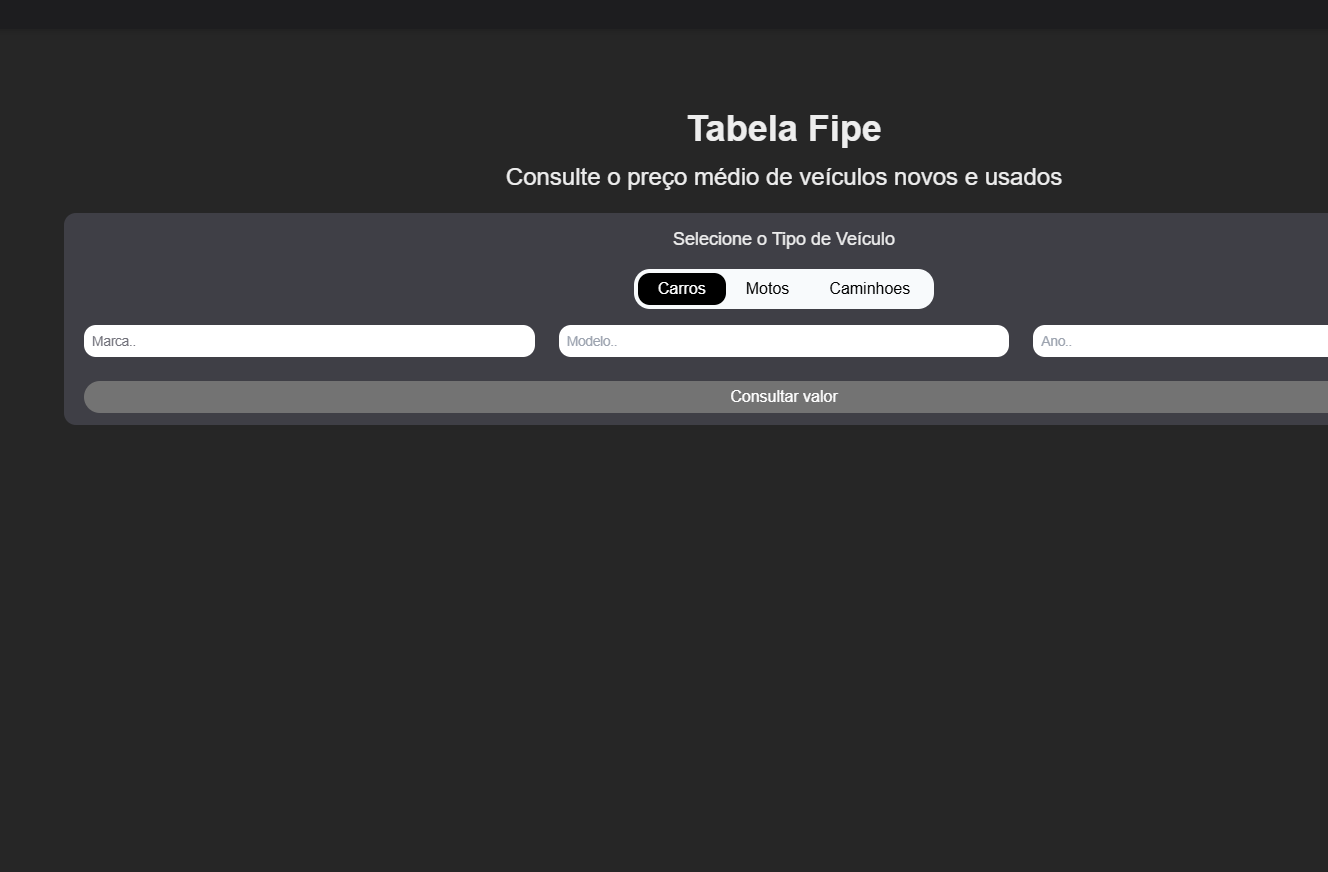 Tabela Fipe
Consulte o preço médio de veículos novos e usados
Selecione o Tipo de Veículo
Carros Motos Caminhoes
Marca.. Modelo.. Ano..
Consultar valor